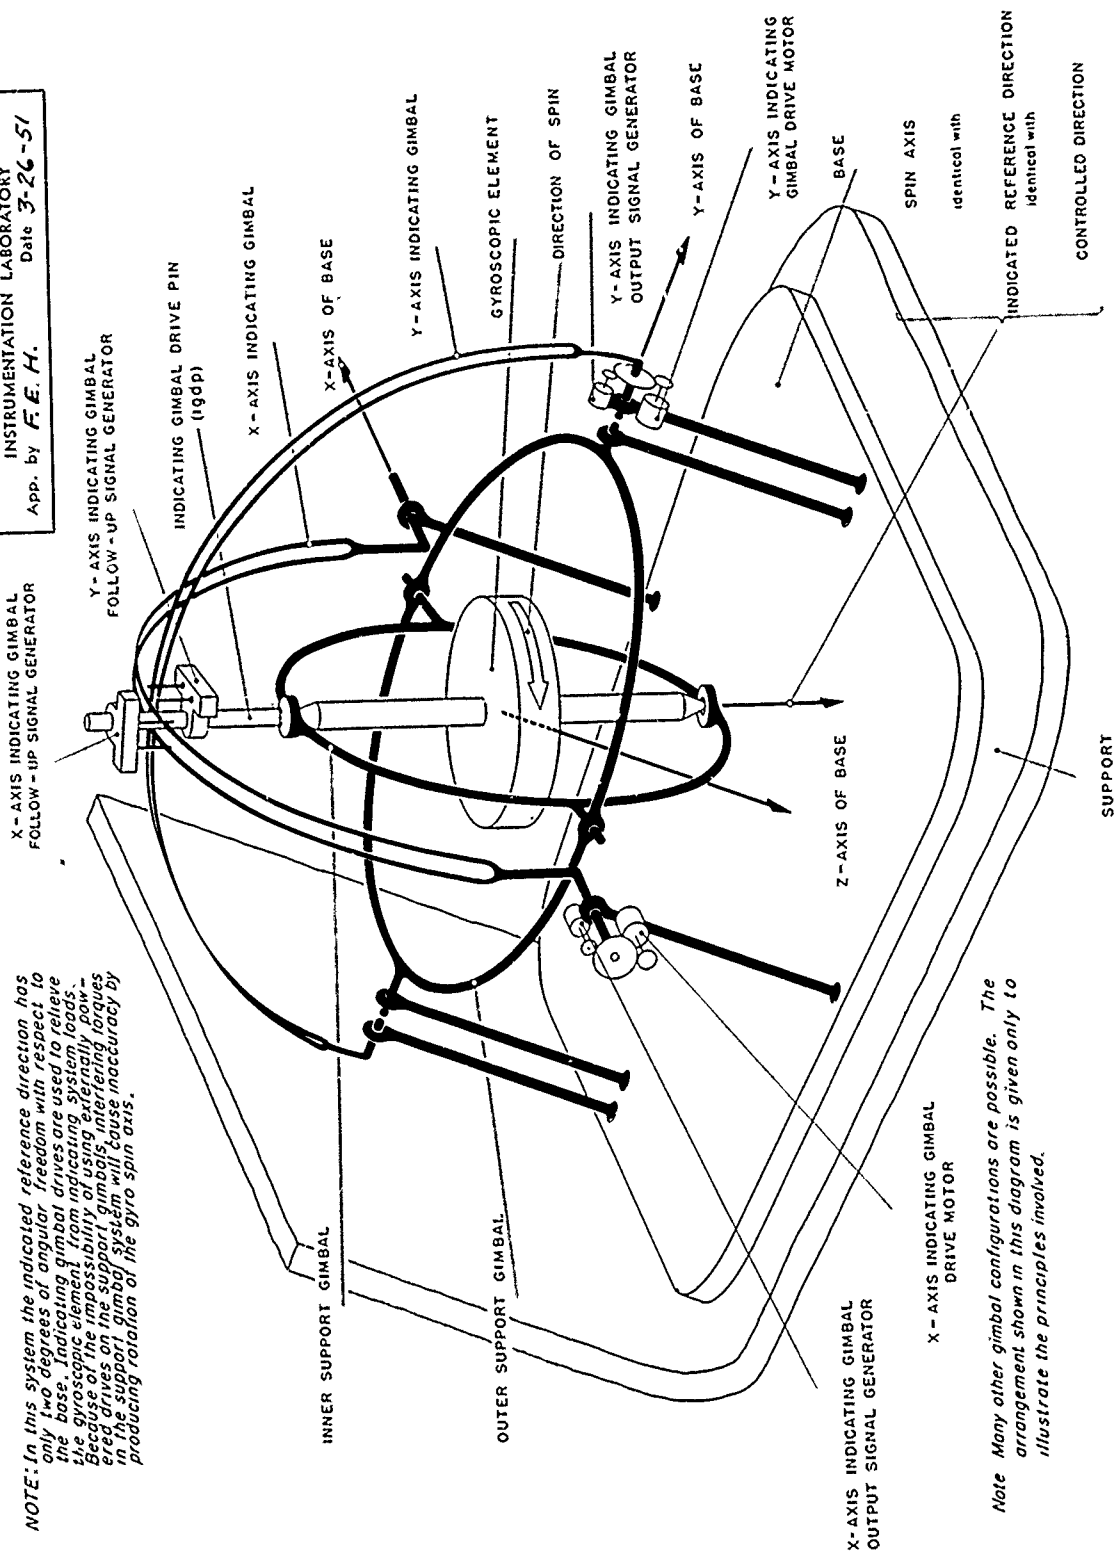 INSTRUMENTATION LABORATORY
App. by F.E.H. Date 3-26-51
NOTE: In this system the indicated reference direction has
only two degrees of angular freedom with respect to
the base. Indicating gimbal drives are used to relieve
the gyroscopic element from indicating system loads.
Because of the impossibility of using externally pow-
ered drives on the support gimbals, interfering torques
in the support gimbal system will cause inaccuracy by
producing rotation of the gyro spin axis.
X-AXIS INDICATING GIMBAL
FOLLOW-UP SIGNAL GENERATOR
Y-AXIS INDICATING GIMBAL
FOLLOW-UP SIGNAL GENERATOR
INDICATING GIMBAL DRIVE PIN
(igdp)
X-AXIS INDICATING GIMBAL
X-AXIS OF BASE
Y-AXIS INDICATING GIMBAL
GYROSCOPIC ELEMENT
DIRECTION OF SPIN
Y-AXIS INDICATING GIMBAL
OUTPUT SIGNAL GENERATOR
Y-AXIS OF BASE
Y-AXIS INDICATING
GIMBAL DRIVE MOTOR
BASE
SPIN AXIS
identical with
INDICATED REFERENCE DIRECTION
identical with
CONTROLLED DIRECTION
INNER SUPPORT GIMBAL
OUTER SUPPORT GIMBAL
Z-AXIS OF BASE
SUPPORT
X-AXIS INDICATING GIMBAL
DRIVE MOTOR
X-AXIS INDICATING GIMBAL
OUTPUT SIGNAL GENERATOR
Note Many other gimbal configurations are possible. The
arrangement shown in this diagram is given only to
illustrate the principles involved.